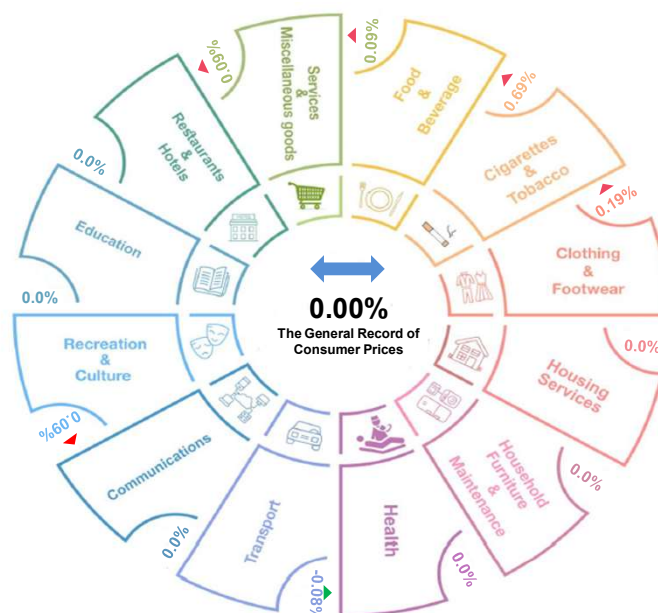 0.00%
The General Record of
Consumer Prices
Food
&
Beverage
0.69%
Cigarettes
&
Tobacco
0.19%
Clothing
&
Footwear
0.0%
Housing
Services
0.0%
Household
Furniture
&
Maintenance
0.0%
Health
-0.08%
Transport
0.0%
Communications
0.09%
Recreation
&
Culture
0.0%
Education
0.0%
Restaurants
&
Hotels
0.09%
Services
&
Miscellaneous goods